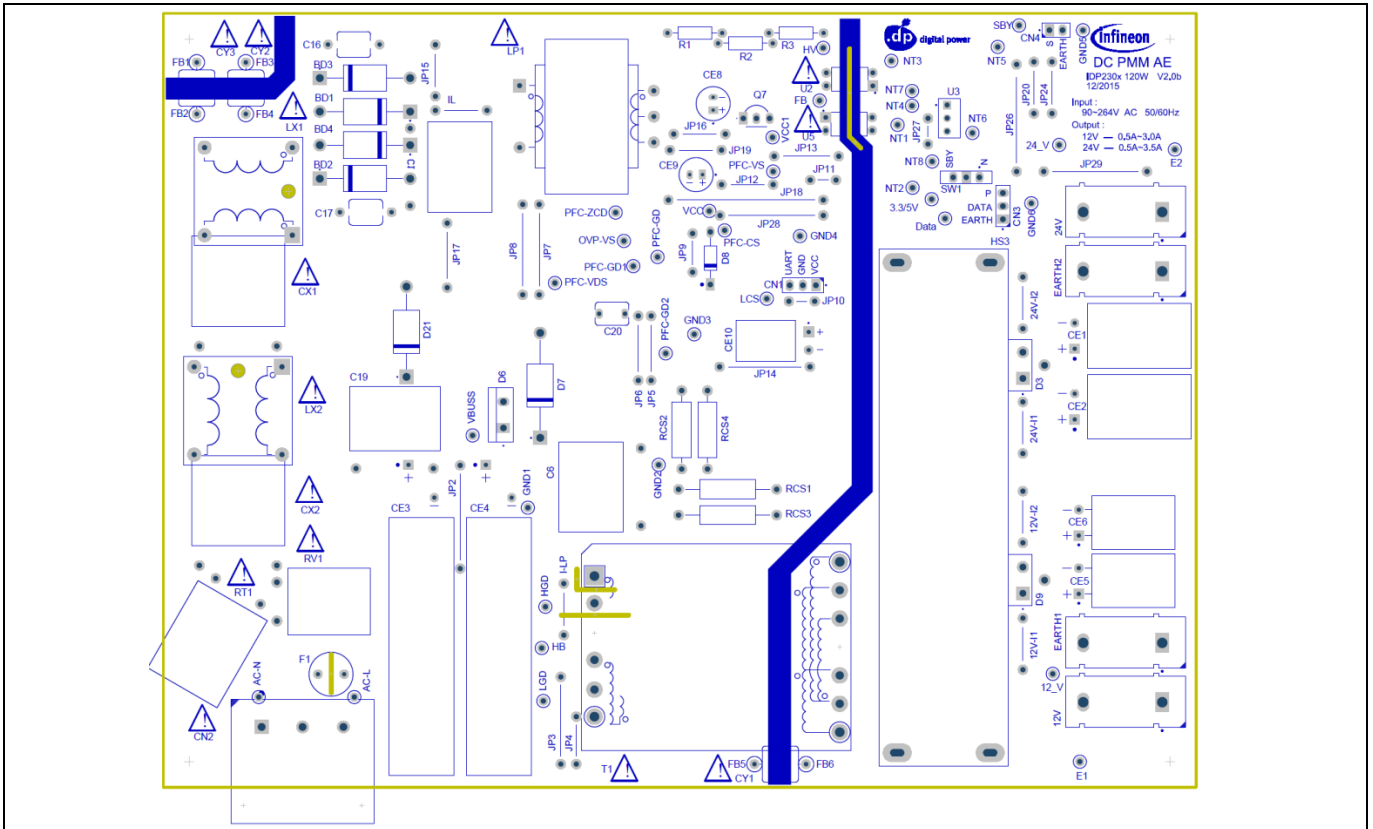 CY3
CY2
FB1
FB3
FB2
FB4
LX1
C16
BD3
BD1
BD4
BD2
C17
JP15
IL
C1
LP1
R1
R2
R3
HV
CE8
Q7
U2
FB
U5
VCC1
JP16
JP19
JP13
PFC-VS
CE9
JP12
JP11
JP18
VCC
JP28
.dp digital power
SBY
CN4
S
EARTH
GND5
infineon
DC PMM AE
IDP230x 120W V2,0b
12/2015
Input :
90~264V AC 50/60Hz
Output :
12V — 0.5A~3.0A
24V — 0.5A~3.5A
NT3
NT5
NT7
NT4
NT1
U3
JP27
NT6
JP26
JP20
JP24
24_V
E2
NT8
SBY
N
SW1
JP29
NT2
3.3/5V
Data
P
DATA
EARTH
CN3
GND6
24V
HS3
CX1
JP17
JP8
JP7
PFC-ZCD
OVP-VS
PFC-GD1
PFC-VDS
PFC-GD
JP9
D8
PFC-CS
GND4
UART
GND
VCC
CN1
LCS
JP10
EARTH2
24V-I2
CE1
D21
C20
PFC-GD2
GND3
CE10
+
−
JP14
C19
LX2
D6
VBUSS
D7
JP6
JP5
D3
CE2
24V-I1
RCS2
RCS4
C6
GND2
GND1
RCS1
RCS3
CX2
RV1
CE3
JP2
CE4
12V-I2
CE6
CE5
D9
RT1
F1
AC-N
AC-L
CN2
I-LP
HGD
HB
LGD
JP3
JP4
T1
FB5
CY1
FB6
12V-I1
EARTH1
12_V
12V
E1